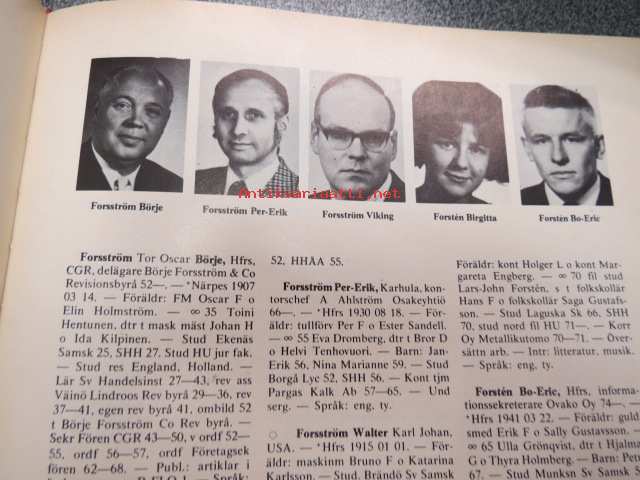 Antiksariaatti.net
Forsström Börje
Forsström Per-Erik
Forsström Viking
Forstén Birgitta
Forstén Bo-Eric
Forsström Tor Oscar Börje, Hfrs,
CGR, delägare Börje Forsström & Co
Revisionsbyrå 52—. — *Närpes 1907
03 14. — Föräldr: FM Oscar F o
Elin Holmström. — ∞ 35 Toini
Hentunen, dtr t mask mäst Johan H
o Ida Kilpinen. — Stud Ekenäs
Samsk 25, SHH 27. Stud HU jur fak.
— Stud res England, Holland. —
Lär Sv Handelsinst 27—43, rev ass
Väinö Lindroos Rev byrå 29—36, rev
37—41, egen rev byrå 41, ombild 52
t Börje Forsström Co Rev byrå. —
Sekr Fören CGR 43—50, v ordf 52—
55, ordf 56—57, ordf Företagsek
fören 62—68. — Publ.: artiklar i
52, HHÅA 55.
Forsström Per-Erik, Karhula, kon-
torschef A Ahlström Osakeyhtiö
66—. — *Hfrs 1930 08 18. — För-
äldr: tullförv Per F o Ester Sandell.
— ∞ 55 Eva Dromberg, dtr t Bror D
o Helvi Tenhovuori. — Barn: Jan-
Erik 56, Nina Marianne 59. — Stud
Borgå Lyc 52, SHH 56. — Kont tjm
Pargas Kalk Ab 57—65. — Und
serg. — Språk: eng, ty.
○ Forsström Walter Karl Johan,
USA. — *Hfrs 1915 01 01. — För-
äldr: maskinm Bruno F o Katarina
Karlsson. — Stud. Brändö Sv Samsk
Föräldr: kont Holger L o kont Mar-
gareta Engberg. — ∞ 70 fil stud
Lars-John Forstén, s t folkskollär
Hans F o folkskollär Saga Gustafs-
son. — Stud Laguska Sk 66, SHH
70, stud nord fil HU 71—. — Korr
Oy Metallikutomo 70—71. — Över-
sättn arb. — Intr: litteratur, musik.
— Språk: eng, ty.
Forstén Bo-Eric, Hfrs, informa-
tionssekreterare Ovako Oy 74—, —
*Hfrs 1941 03 22. — Föräldr: guld
smed Erik F o Sally Gustavsson. —
∞ 65 Ulla Grönqvist, dtr t Hjalma
G o Thyra Holmberg. — Barn: Pet